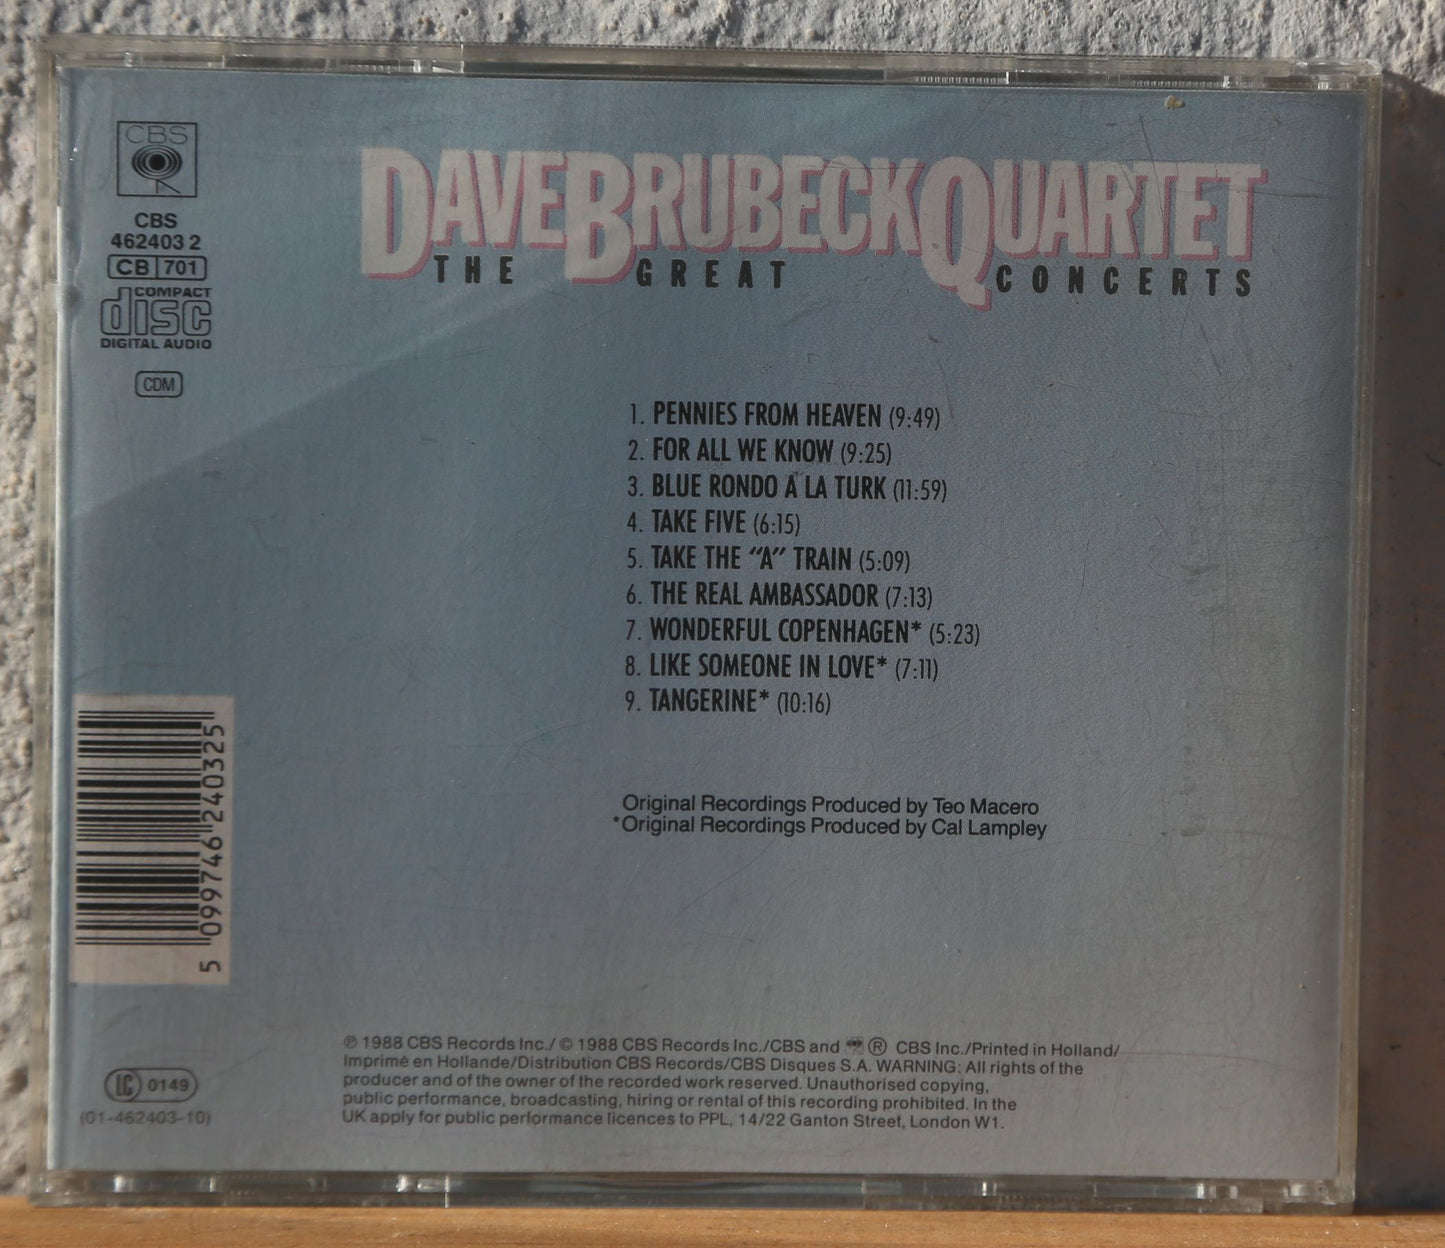 CBS
CBS
462403 2
CB 701
COMPACT
disc
DIGITAL AUDIO
CDM
DAVE BRUBECK QUARTET
THE GREAT CONCERTS
1. PENNIES FROM HEAVEN (9:49)
2. FOR ALL WE KNOW (9:25)
3. BLUE RONDO Á LA TURK (11:59)
4. TAKE FIVE (6:15)
5. TAKE THE "A" TRAIN (5:09)
6. THE REAL AMBASSADOR (7:13)
7. WONDERFUL COPENHAGEN* (5:23)
8. LIKE SOMEONE IN LOVE* (7:11)
9. TANGERINE* (10:16)
Original Recordings Produced by Teo Macero
*Original Recordings Produced by Cal Lampley
5 099746 240325
LC 0149
(01-462403-10)
℗ 1988 CBS Records Inc./ © 1988 CBS Records Inc./CBS and ® CBS Inc./Printed in Holland/
Imprimé en Hollande/Distribution CBS Records/CBS Disques S.A. WARNING: All rights of the
producer and of the owner of the recorded work reserved. Unauthorised copying,
public performance, broadcasting, hiring or rental of this recording prohibited. In the
UK apply for public performance licences to PPL, 14/22 Ganton Street, London W1.